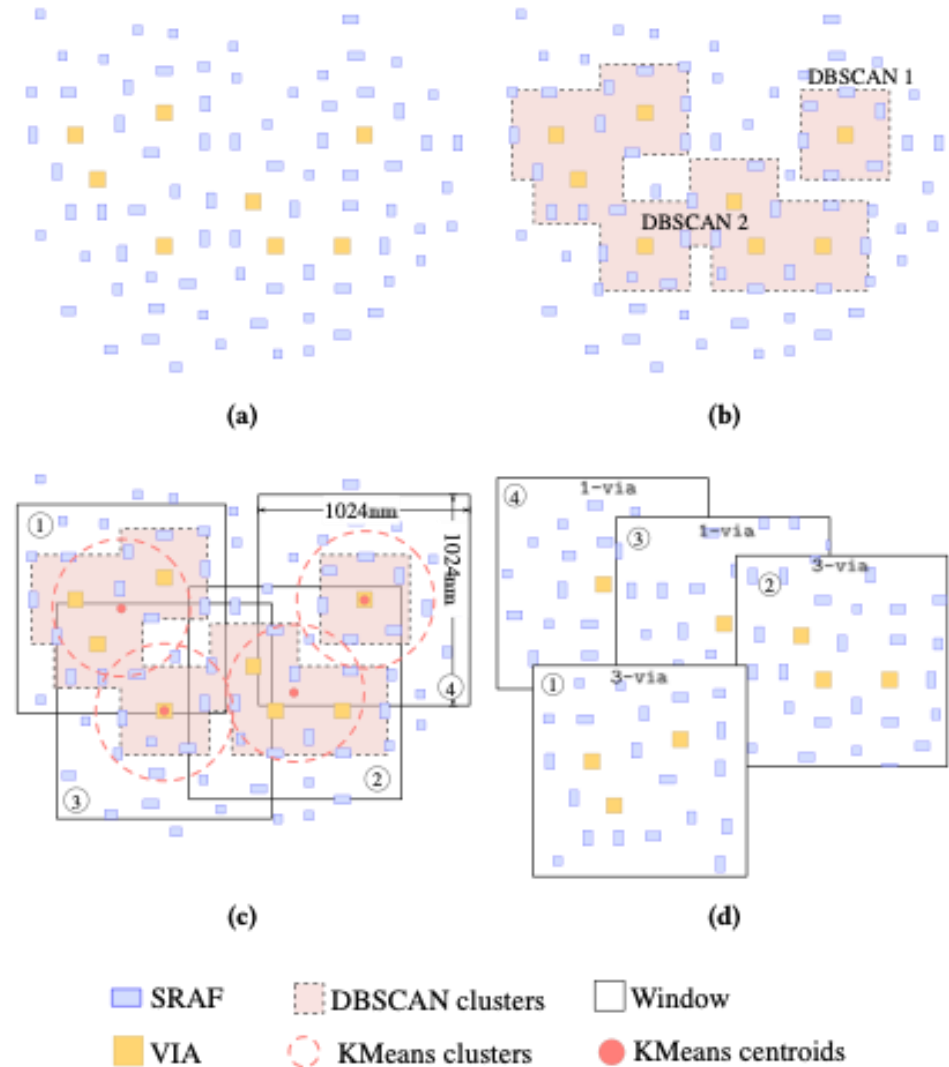 DBSCAN 1
DBSCAN 2
(a)
(b)
1
1024nm
1024nm
4
3
2
4
1-via
3
1-via
2
3-via
1
3-via
(c)
(d)
SRAF
DBSCAN clusters
Window
VIA
KMeans clusters
KMeans centroids